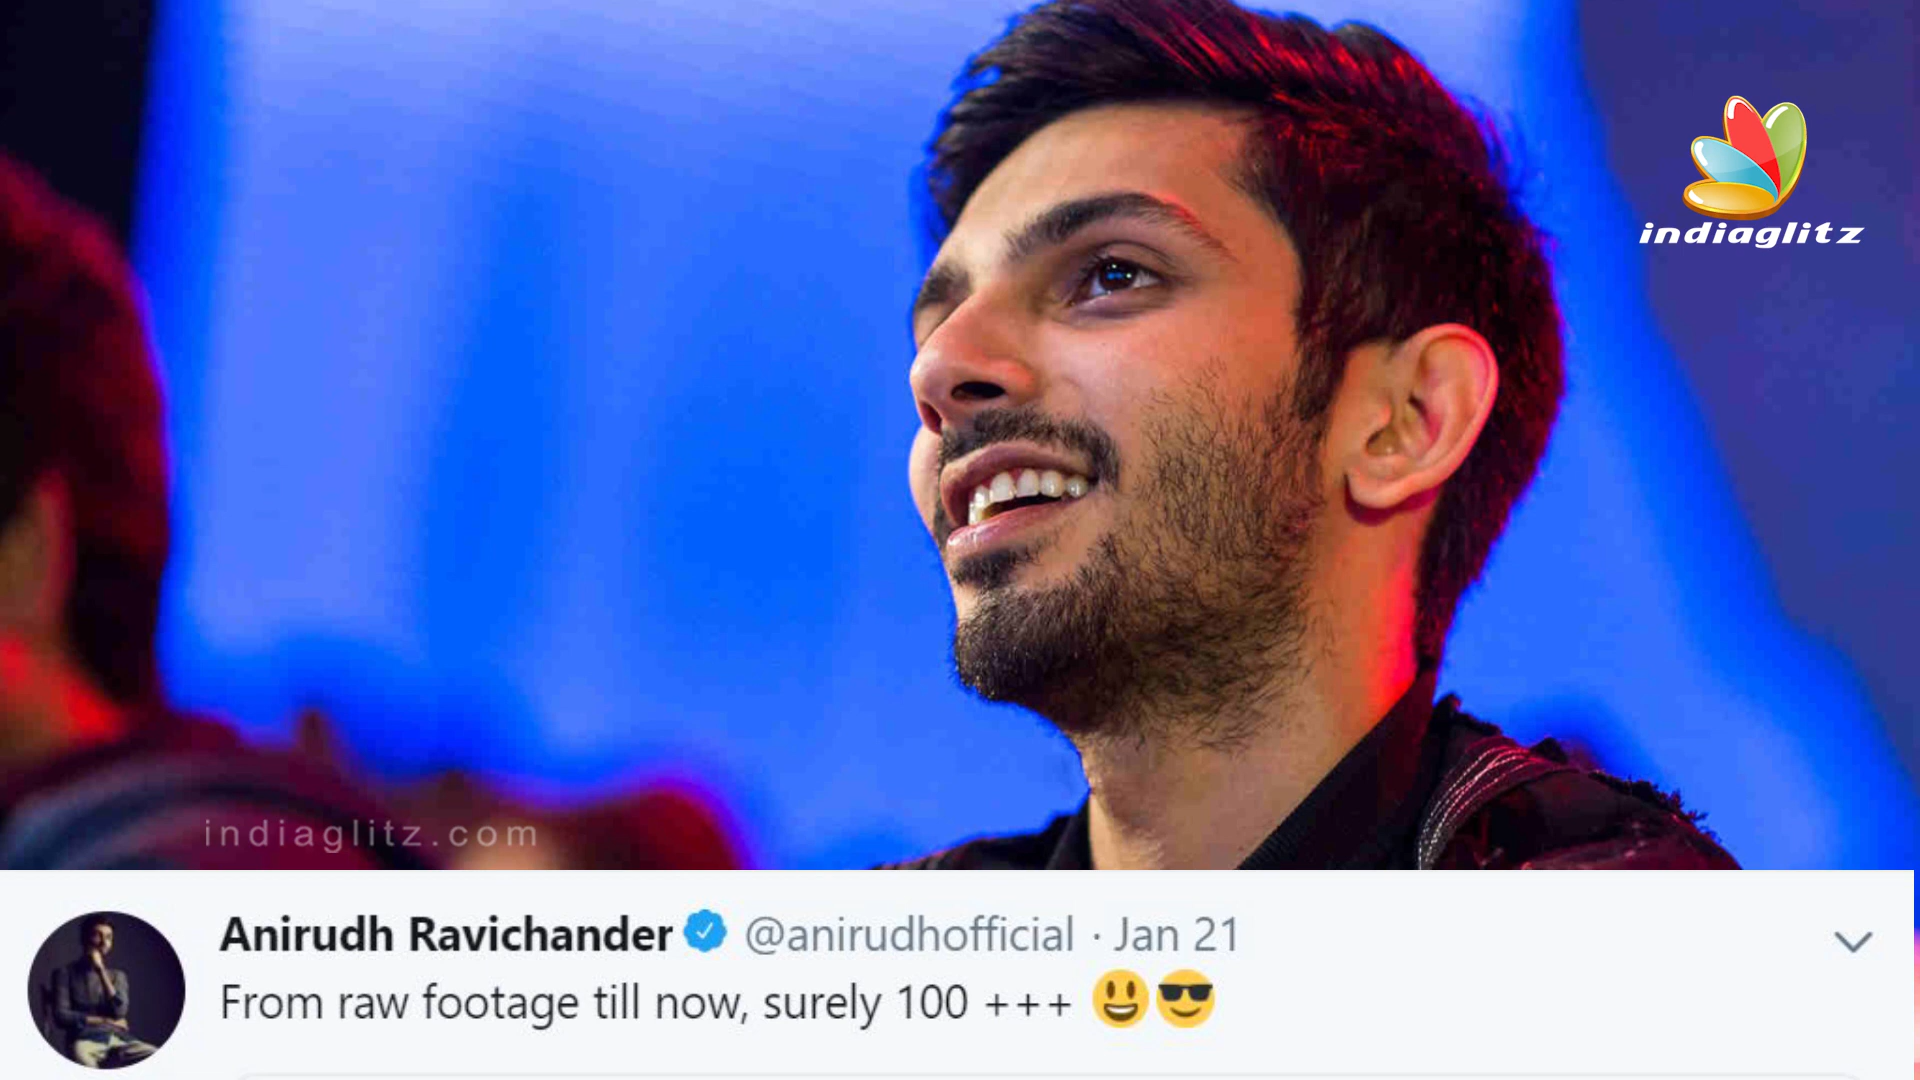 indiaglitz
indiaglitz.com
Anirudh Ravichander @anirudhofficial · Jan 21
From raw footage till now, surely 100 +++ 😃😎